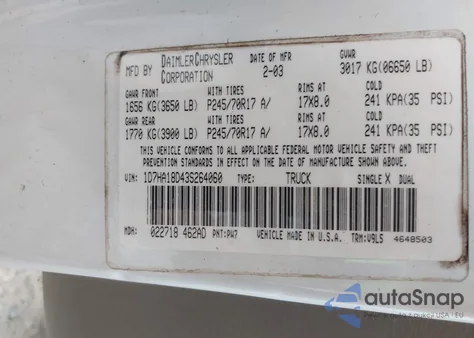 MFD BY DAIMLERCHRYSLER CORPORATION DATE OF MFR 2-03 GVWR 3017 KG(06650 LB)
GAWR FRONT WITH TIRES RIMS AT COLD
1656 KG(3650 LB) P245/70R17 A/ 17X8.0 241 KPA(35 PSI)
GAWR REAR WITH TIRES RIMS AT COLD
1770 KG(3900 LB) P245/70R17 A/ 17X8.0 241 KPA(35 PSI)
THIS VEHICLE CONFORMS TO ALL APPLICABLE FEDERAL MOTOR VEHICLE SAFETY AND THEFT
PREVENTION STANDARDS IN EFFECT ON THE DATE OF MANUFACTURE SHOWN ABOVE.
VIN: 1D7HA18D43S264060 TYPE: TRUCK SINGLE X DUAL
MDH: 022718 462AD PNT:PW7 VEHICLE MADE IN U.S.A. TRM:V9L5 4648503
autoSnap